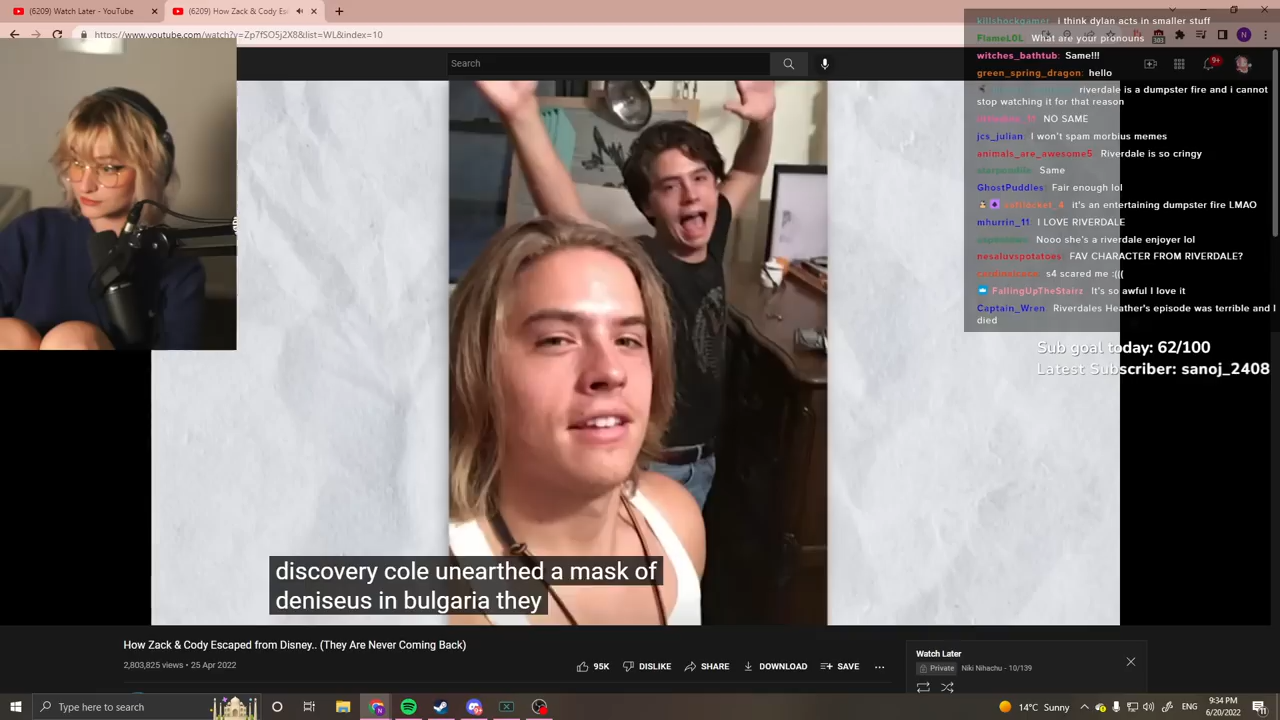 (6209) Watch Later - YouTube
(6209) How Zack & Cody Esc
https://www.youtube.com/watch?v=Zp7fSO5j2X8&list=WL&index=10
Search
9+
killshockgamer: i think dylan acts in smaller stuff
FlameLOL: What are your pronouns
witches_bathtub: Same!!!
green_spring_dragon: hello
riverdale is a dumpster fire and i cannot
stop watching it for that reason
NO SAME
jcs_julian: I won't spam morbius memes
animals_are_awesome5: Riverdale is so cringy
Same
GhostPuddles: Fair enough lol
it's an entertaining dumpster fire LMAO
mhurrin_11: I LOVE RIVERDALE
Nooo she's a riverdale enjoyer lol
nesaluvspotatoes: FAV CHARACTER FROM RIVERDALE?
s4 scared me :(((
FallingUpTheStairz: It's so awful I love it
Captain_Wren: Riverdales Heather's episode was terrible and I
died
Sub goal today: 62/100
Latest Subscriber: sanoj_2408
discovery cole unearthed a mask of
deniseus in bulgaria they
How Zack & Cody Escaped from Disney.. (They Are Never Coming Back)
2,803,825 views • 25 Apr 2022
95K
DISLIKE
SHARE
DOWNLOAD
SAVE
Watch Later
Private
Niki Nihachu - 10/139
Type here to search
14°C Sunny
9:34 PM
6/20/2022